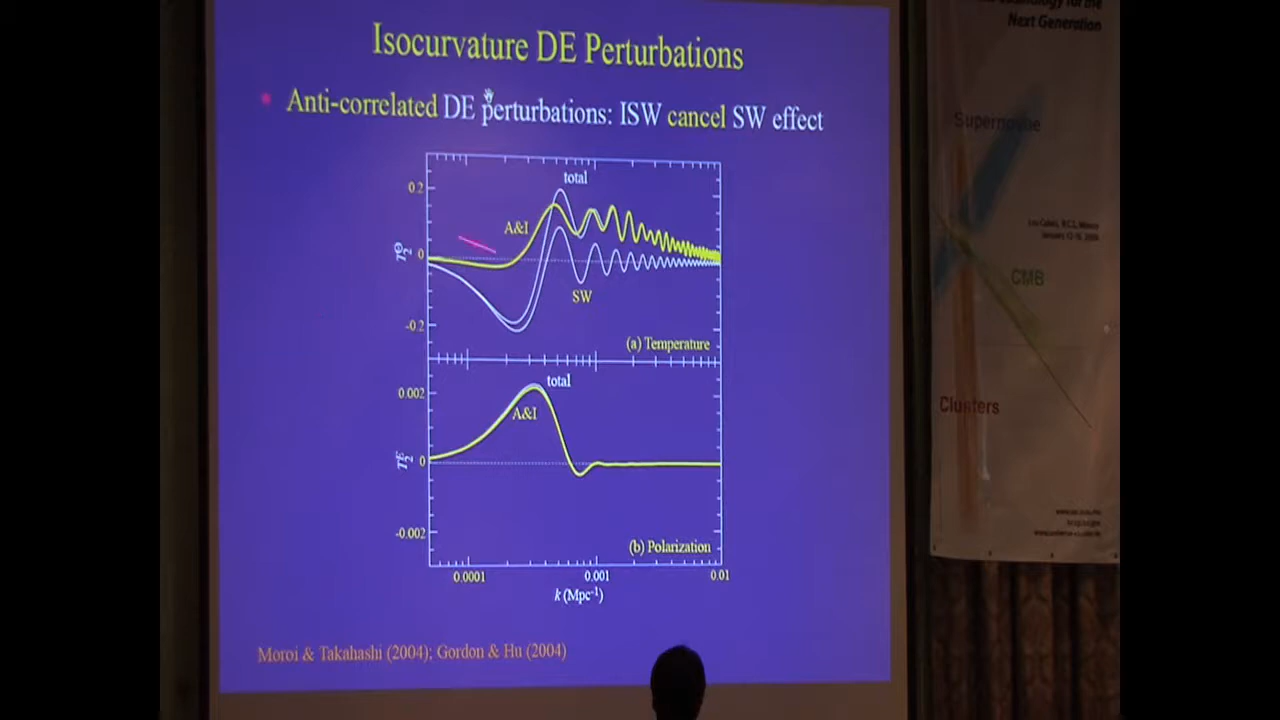 Isocurvature DE Perturbations
Anti-correlated DE perturbations: ISW cancel SW effect
total
0.2
A&I
0
SW
-0.2
(a) Temperature
total
0.002
A&I
0
-0.002
(b) Polarization
0.0001
0.001
0.01
k (Mpc⁻¹)
Moroi & Takahashi (2004); Gordon & Hu (2004)
for the
Next Generation
Supernovae
CMB
Clusters